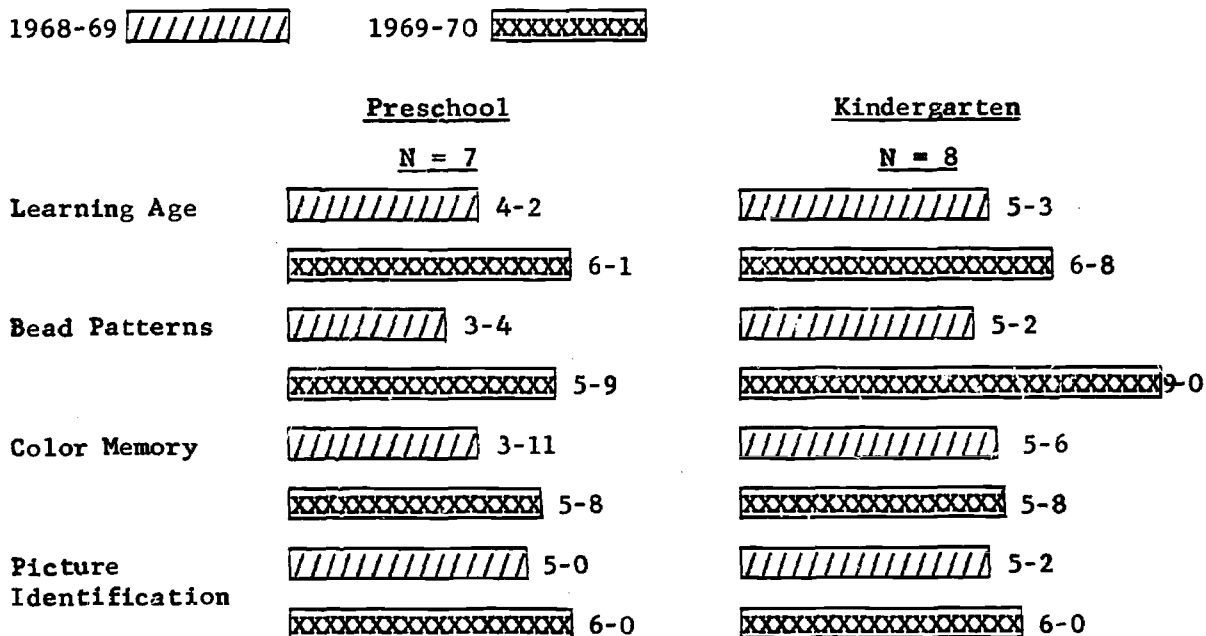 1968-69 1969-70
Preschool Kindergarten
N = 7 N = 8
Learning Age 4-2 5-3
6-1 6-8
Bead Patterns 3-4 5-2
5-9 9-0
Color Memory 3-11 5-6
5-8 5-8
Picture 5-0 5-2
Identification
6-0 6-0